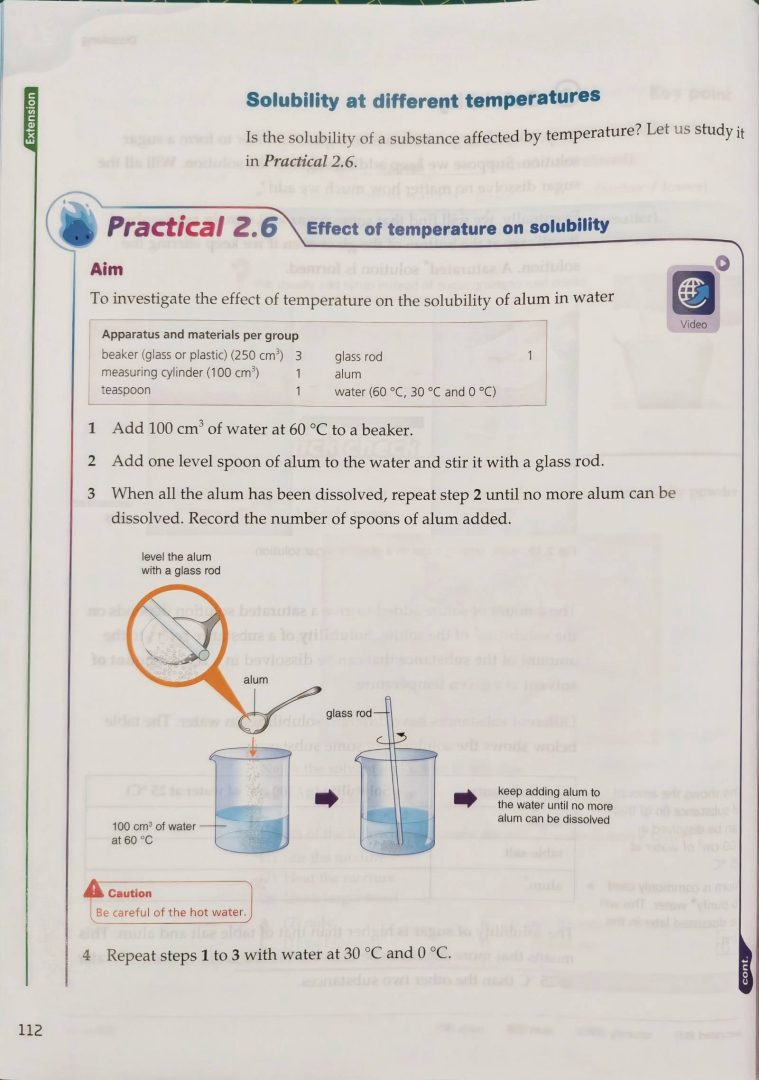 Extension
Solubility at different temperatures
Is the solubility of a substance affected by temperature? Let us study it
in Practical 2.6.
Practical 2.6 Effect of temperature on solubility
Aim
To investigate the effect of temperature on the solubility of alum in water
Video
Apparatus and materials per group
beaker (glass or plastic) (250 cm³) 3 glass rod 1
measuring cylinder (100 cm³) 1 alum
teaspoon 1 water (60 °C, 30 °C and 0 °C)
1 Add 100 cm³ of water at 60 °C to a beaker.
2 Add one level spoon of alum to the water and stir it with a glass rod.
3 When all the alum has been dissolved, repeat step 2 until no more alum can be
dissolved. Record the number of spoons of alum added.
level the alum
with a glass rod
alum
glass rod
100 cm³ of water
at 60 °C
keep adding alum to
the water until no more
alum can be dissolved
Caution
Be careful of the hot water.
4 Repeat steps 1 to 3 with water at 30 °C and 0 °C.
cont.
112